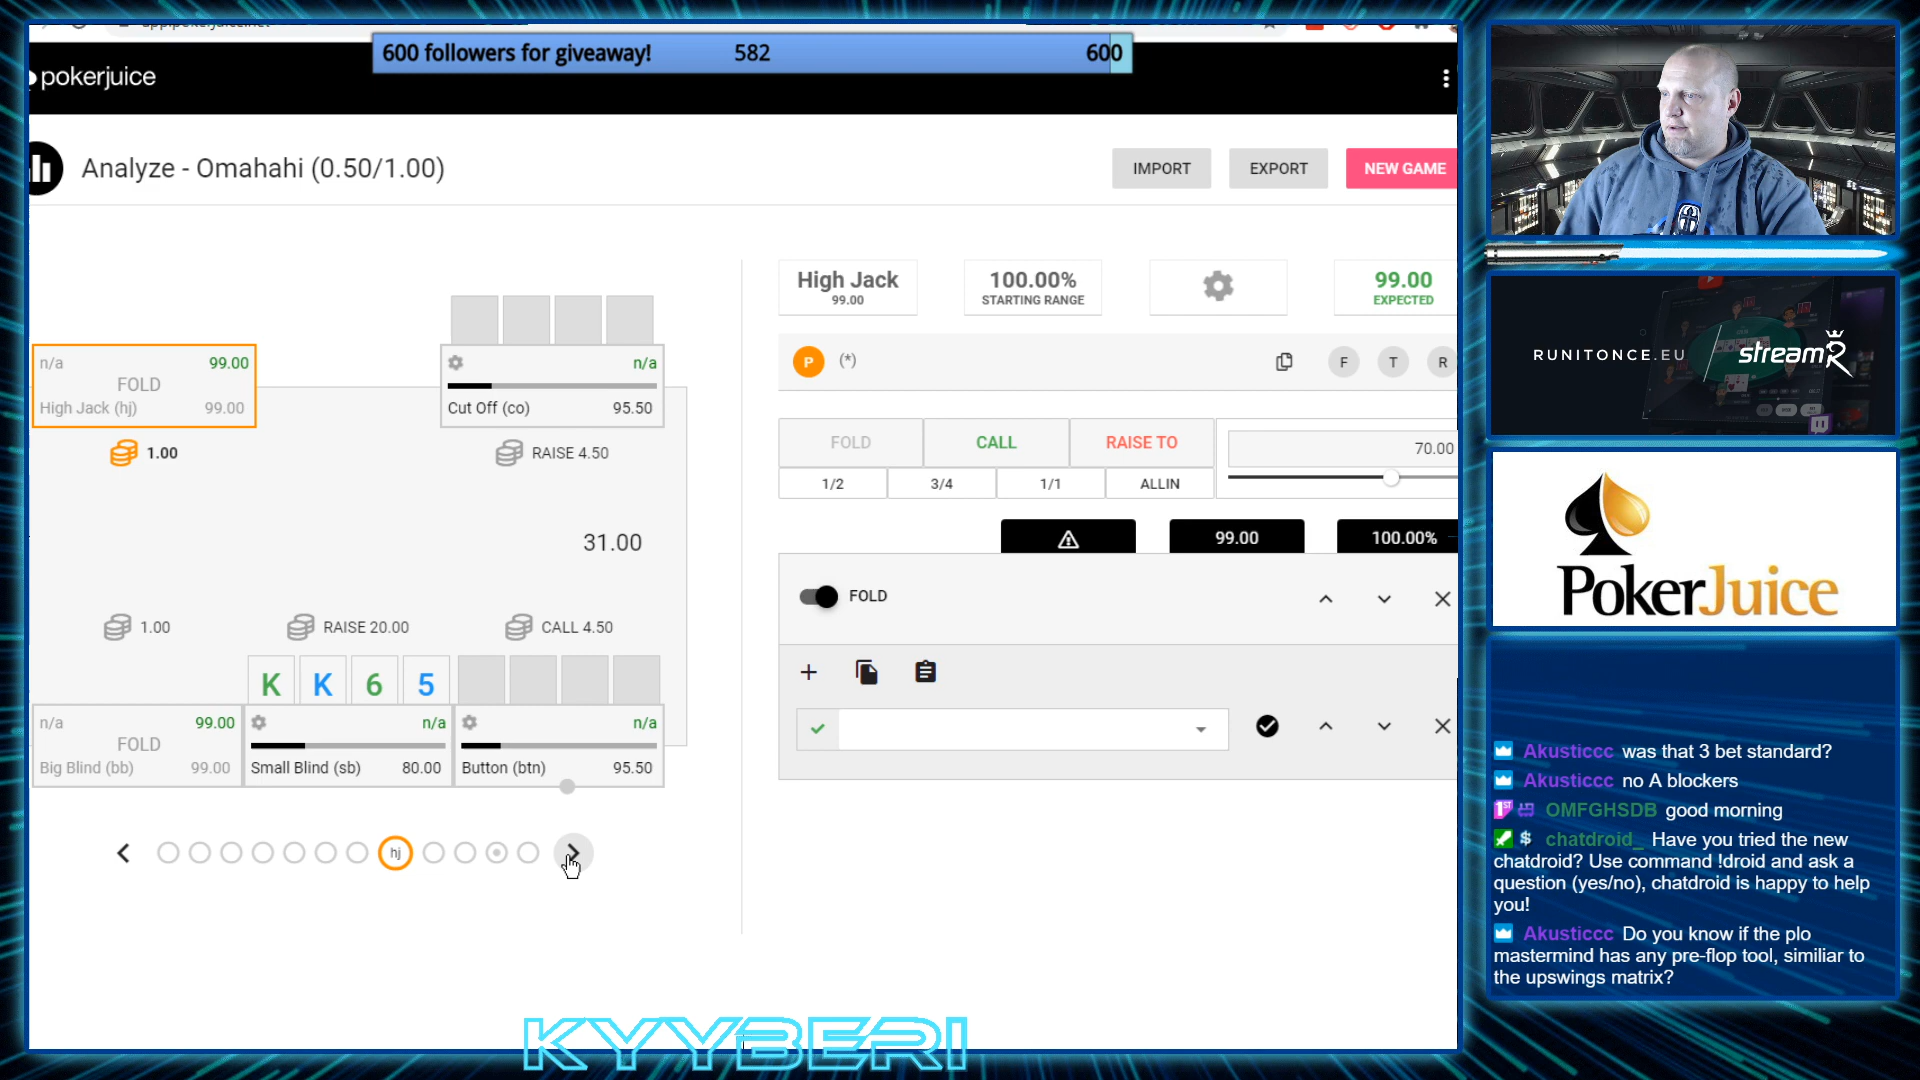 600 followers for giveaway! 582 600
pokerjuice
Analyze - Omahahi (0.50/1.00)
IMPORT EXPORT NEW GAME
n/a 99.00
FOLD
High Jack (hj) 99.00
1.00
n/a
Cut Off (co) 95.50
RAISE 4.50
31.00
1.00 RAISE 20.00 CALL 4.50
K K 6 5
n/a 99.00
FOLD
Big Blind (bb) 99.00
n/a
Small Blind (sb) 80.00
n/a
Button (btn) 95.50
hj
High Jack
99.00
100.00%
STARTING RANGE
99.00
EXPECTED
P (*) F T R
FOLD CALL RAISE TO 70.00
1/2 3/4 1/1 ALLIN
99.00 100.00%
FOLD
RUNITONCE.EU streamR
PokerJuice
Akusticcc was that 3 bet standard?
Akusticcc no A blockers
1ST OMFGHSDB good morning
$ chatdroid_ Have you tried the new
chatdroid? Use command !droid and ask a
question (yes/no), chatdroid is happy to help
you!
Akusticcc Do you know if the plo
mastermind has any pre-flop tool, similiar to
the upswings matrix?
KYYBERI